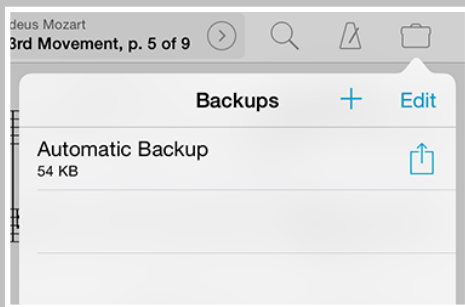 deus Mozart
3rd Movement, p. 5 of 9
Backups + Edit
Automatic Backup
54 KB